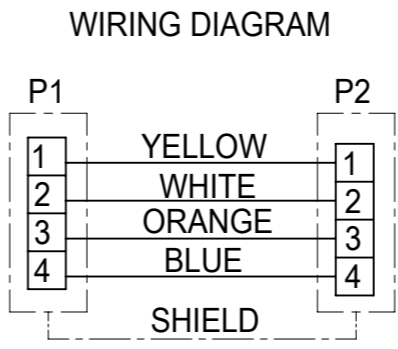 WIRING DIAGRAM
P1 P2
1 YELLOW 1
2 WHITE 2
3 ORANGE 3
4 BLUE 4
SHIELD